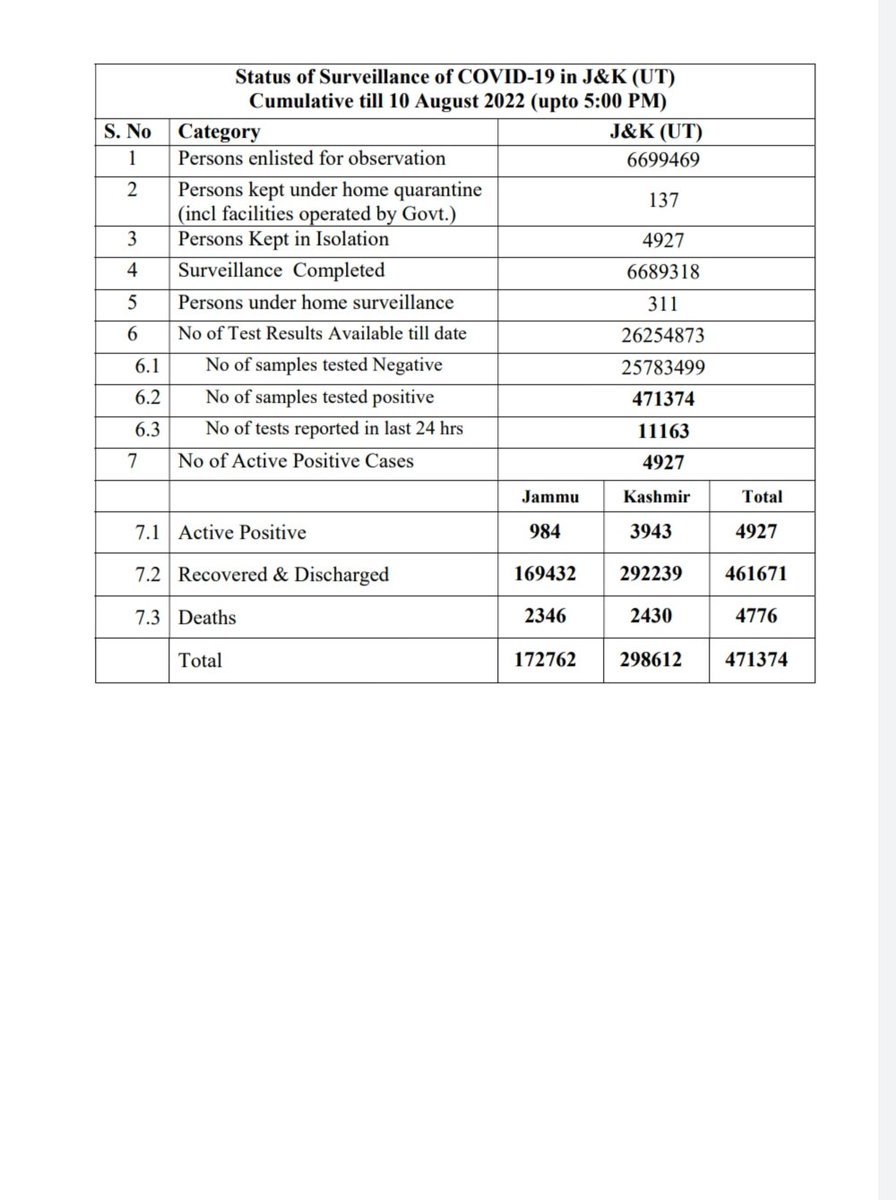 Status of Surveillance of COVID-19 in J&K (UT)
Cumulative till 10 August 2022 (upto 5:00 PM)
S. No Category J&K (UT)
1 Persons enlisted for observation 6699469
2 Persons kept under home quarantine
(incl facilities operated by Govt.) 137
3 Persons Kept in Isolation 4927
4 Surveillance Completed 6689318
5 Persons under home surveillance 311
6 No of Test Results Available till date 26254873
6.1 No of samples tested Negative 25783499
6.2 No of samples tested positive 471374
6.3 No of tests reported in last 24 hrs 11163
7 No of Active Positive Cases 4927
Jammu Kashmir Total
7.1 Active Positive 984 3943 4927
7.2 Recovered & Discharged 169432 292239 461671
7.3 Deaths 2346 2430 4776
Total 172762 298612 471374